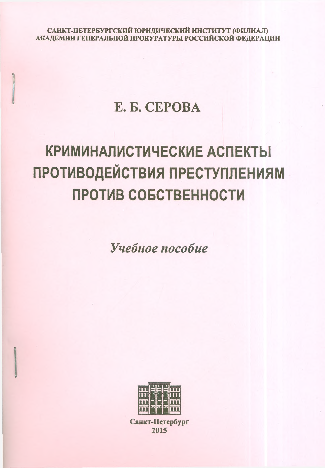 САНКТ-ПЕТЕРБУРГСКИЙ ЮРИДИЧЕСКИЙ ИНСТИТУТ (ФИЛИАЛ)
АКАДЕМИИ ГЕНЕРАЛЬНОЙ ПРОКУРАТУРЫ РОССИЙСКОЙ ФЕДЕРАЦИИ
Е. Б. СЕРОВА
КРИМИНАЛИСТИЧЕСКИЕ АСПЕКТЫ
ПРОТИВОДЕЙСТВИЯ ПРЕСТУПЛЕНИЯМ
ПРОТИВ СОБСТВЕННОСТИ
Учебное пособие
Санкт-Петербург
2015